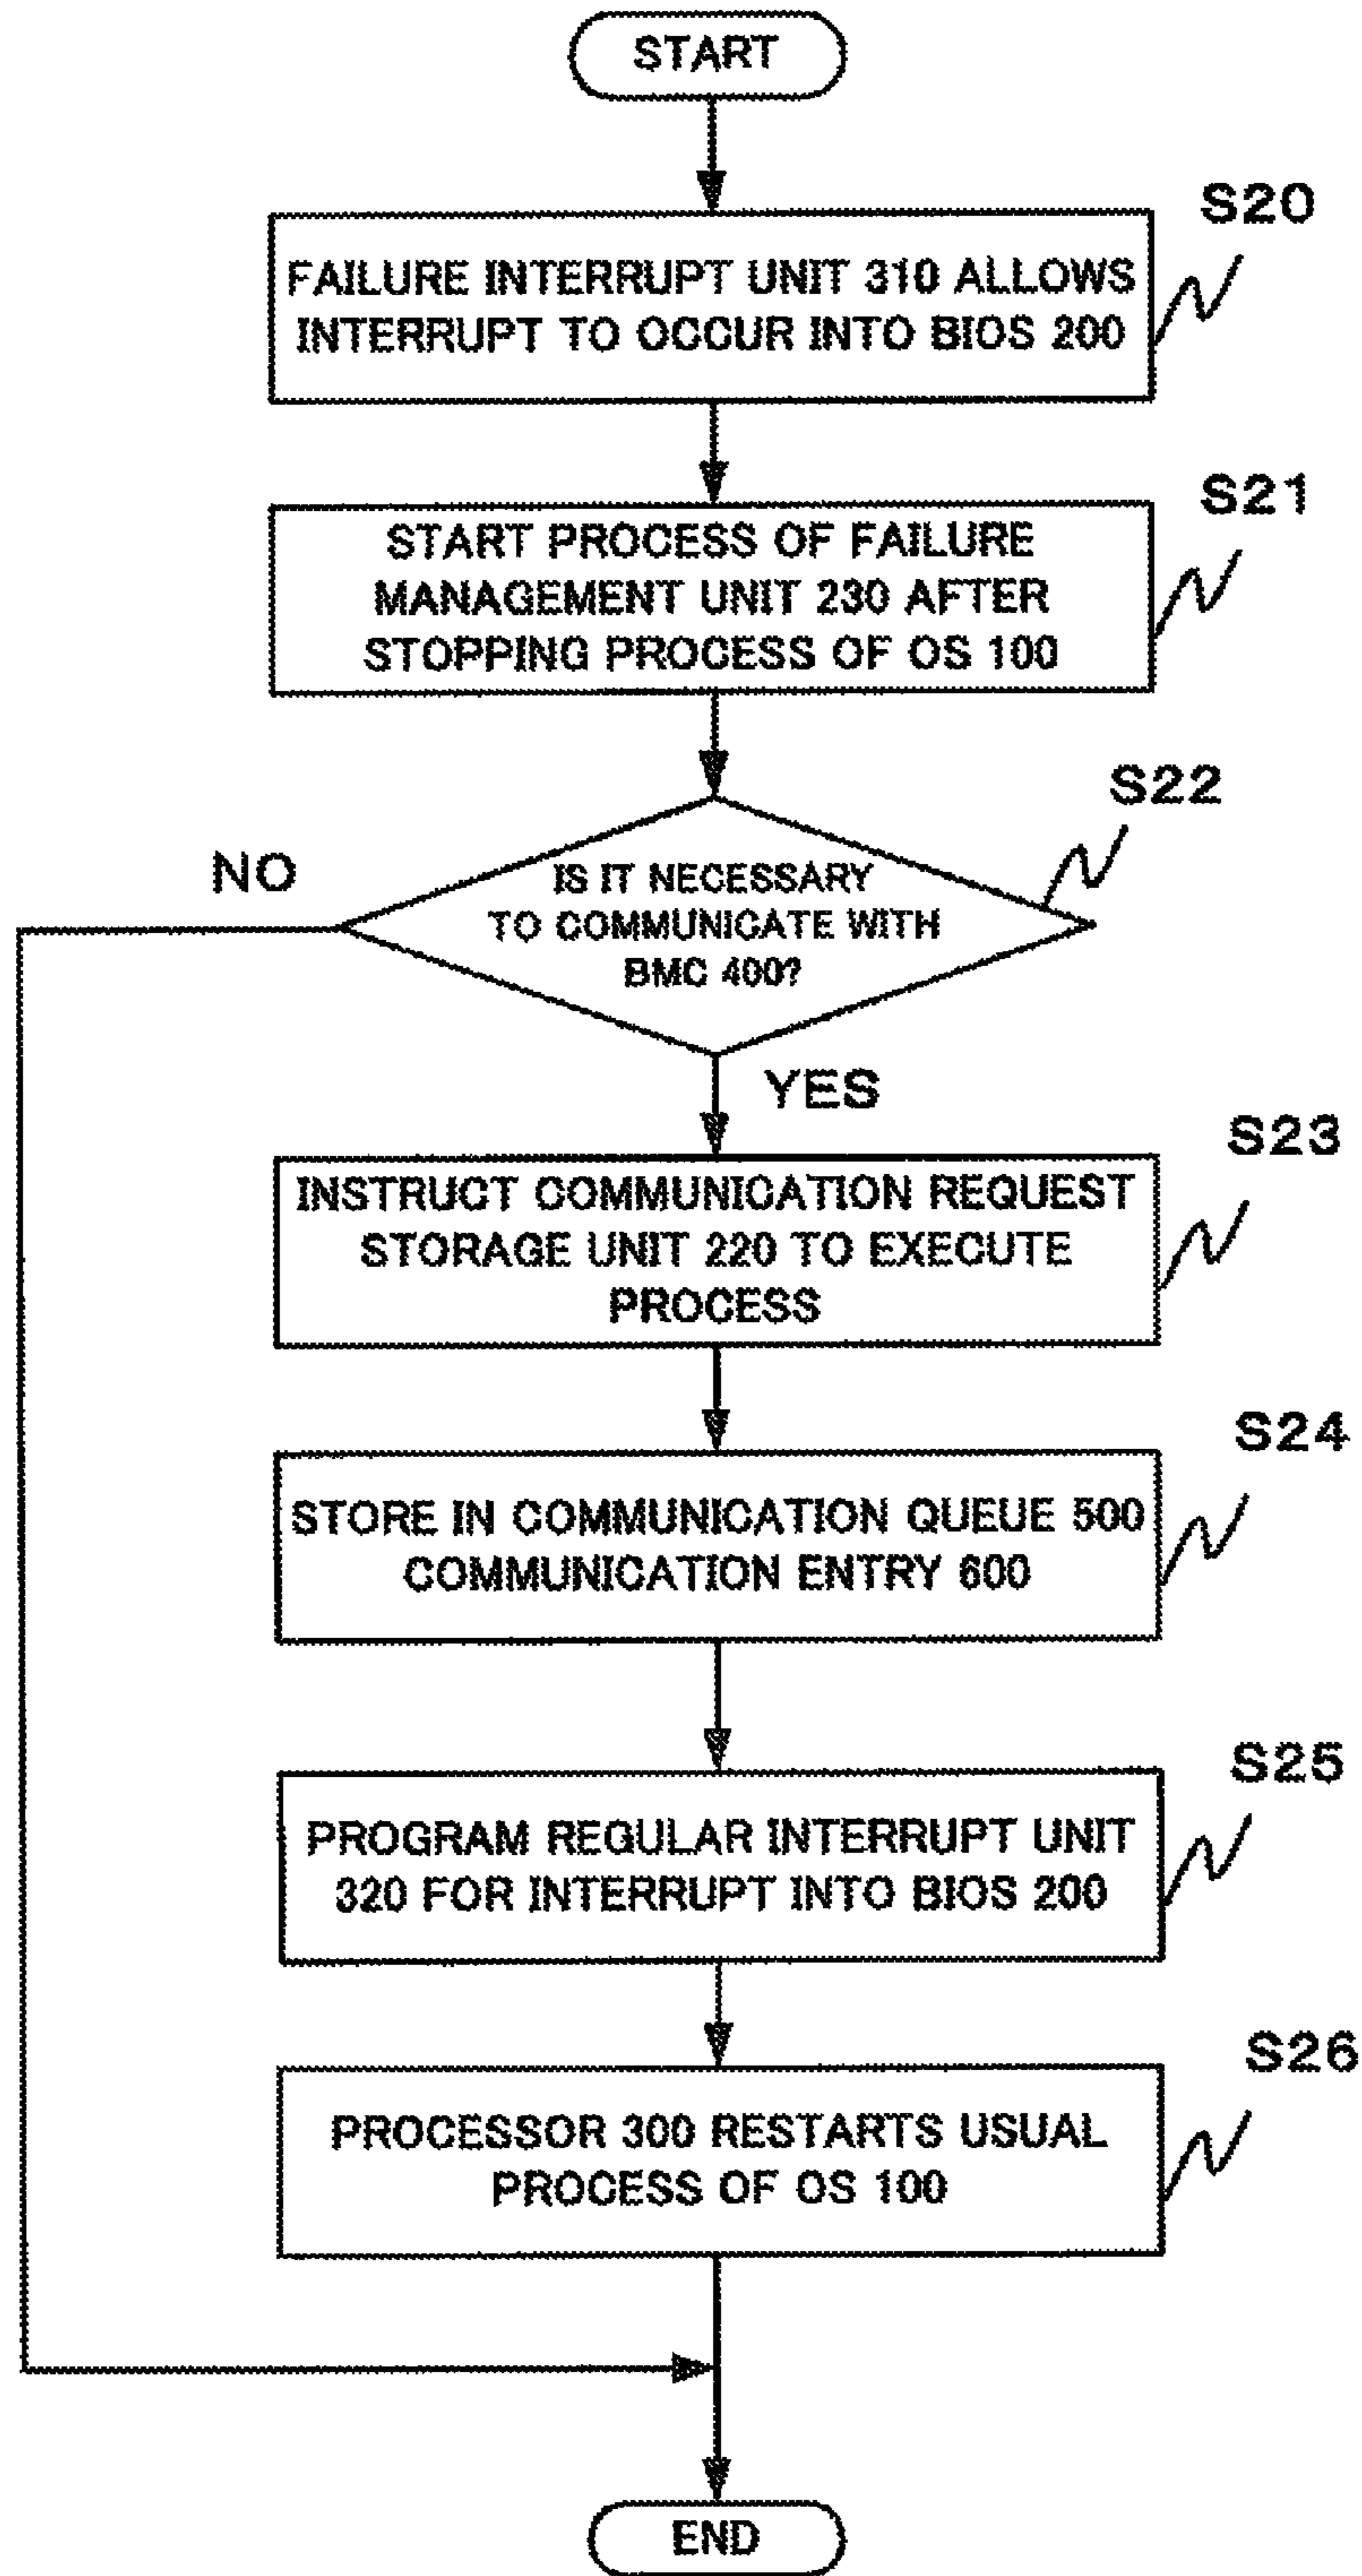 START
S20
FAILURE INTERRUPT UNIT 310 ALLOWS
INTERRUPT TO OCCUR INTO BIOS 200
S21
START PROCESS OF FAILURE
MANAGEMENT UNIT 230 AFTER
STOPPING PROCESS OF OS 100
S22
NO
IS IT NECESSARY
TO COMMUNICATE WITH
BMC 400?
YES
S23
INSTRUCT COMMUNICATION REQUEST
STORAGE UNIT 220 TO EXECUTE
PROCESS
S24
STORE IN COMMUNICATION QUEUE 500
COMMUNICATION ENTRY 600
S25
PROGRAM REGULAR INTERRUPT UNIT
320 FOR INTERRUPT INTO BIOS 200
S26
PROCESSOR 300 RESTARTS USUAL
PROCESS OF OS 100
END